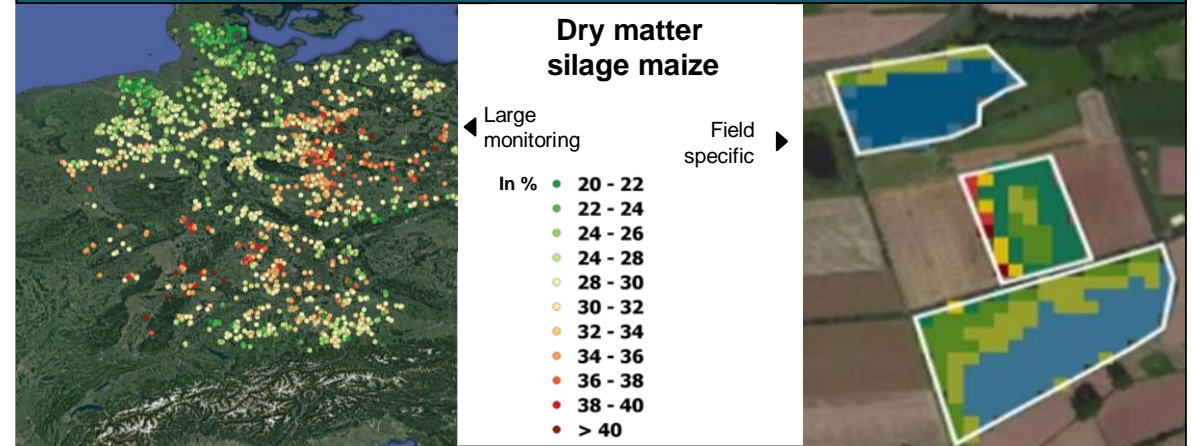 Dry matter
silage maize
Large
monitoring
Field
specific
In %
20 - 22
22 - 24
24 - 26
24 - 28
28 - 30
30 - 32
32 - 34
34 - 36
36 - 38
38 - 40
> 40